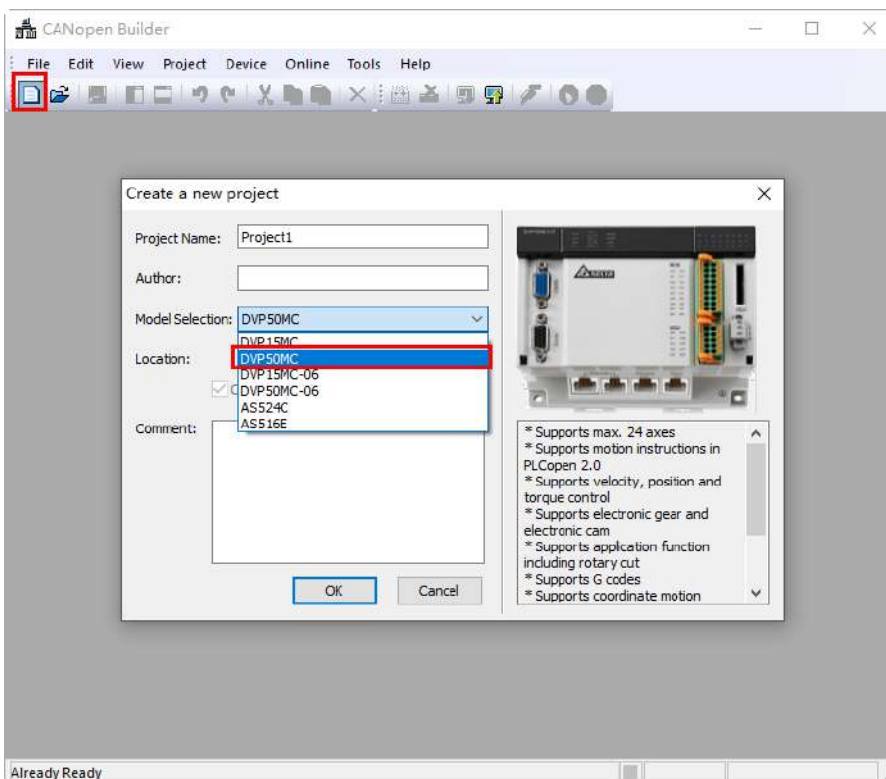 CANopen Builder
File Edit View Project Device Online Tools Help
Create a new project
Project Name: Project1
Author:
Model Selection: DVP50MC
DVP15MC
Location:
DVP50MC
DVP15MC-06
DVP50MC-06
AS524C
AS516E
Comment:
OK Cancel
DELTA
* Supports max. 24 axes
* Supports motion instructions in
PLCopen 2.0
* Supports velocity, position and
torque control
* Supports electronic gear and
electronic cam
* Supports application function
including rotary cut
* Supports G codes
* Supports coordinate motion
Already Ready